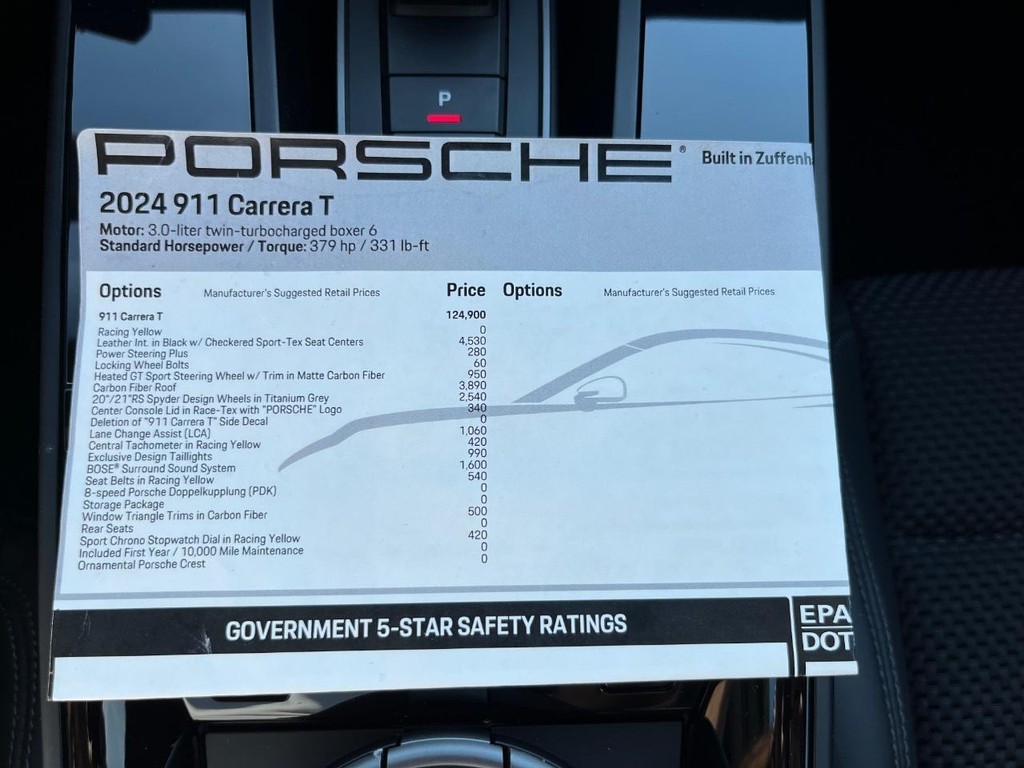 P
PORSCHE®
Built in Zuffenh
2024 911 Carrera T
Motor: 3.0-liter twin-turbocharged boxer 6
Standard Horsepower / Torque: 379 hp / 331 lb-ft
Options Manufacturer's Suggested Retail Prices Price Options Manufacturer's Suggested Retail Prices
911 Carrera T 124,900
Racing Yellow 0
Leather Int. in Black w/ Checkered Sport-Tex Seat Centers 4,530
Power Steering Plus 280
Locking Wheel Bolts 60
Heated GT Sport Steering Wheel w/ Trim in Matte Carbon Fiber 950
Carbon Fiber Roof 3,890
20"/21"RS Spyder Design Wheels in Titanium Grey 2,540
Center Console Lid in Race-Tex with "PORSCHE" Logo 340
Deletion of "911 Carrera T" Side Decal 0
Lane Change Assist (LCA) 1,060
Central Tachometer in Racing Yellow 420
Exclusive Design Taillights 990
BOSE® Surround Sound System 1,600
Seat Belts in Racing Yellow 540
8-speed Porsche Doppelkupplung (PDK) 0
Storage Package 0
Window Triangle Trims in Carbon Fiber 500
Rear Seats 0
Sport Chrono Stopwatch Dial in Racing Yellow 420
Included First Year / 10,000 Mile Maintenance 0
Ornamental Porsche Crest 0
GOVERNMENT 5-STAR SAFETY RATINGS
EPA
DOT